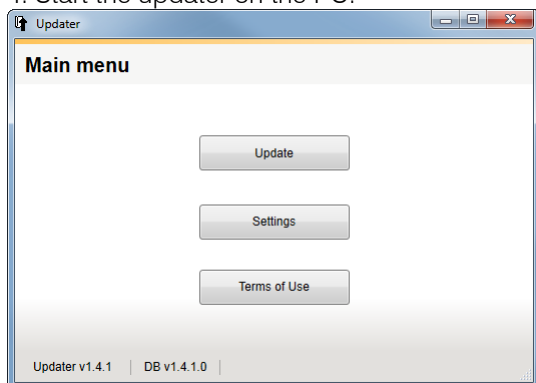 4. Start the updater on the PC.
Updater
Main menu
Update
Settings
Terms of Use
Updater v1.4.1 | DB v1.4.1.0 |